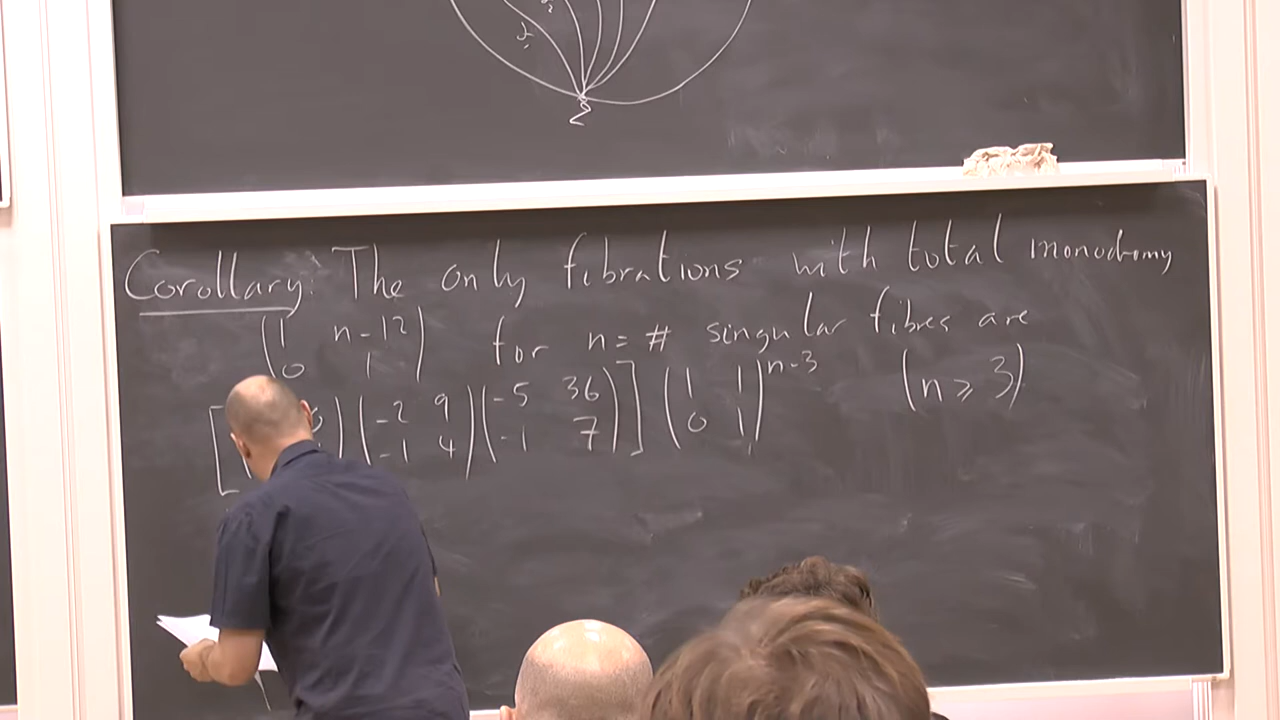 Corollary: The only fibrations with total monodromy
(1 n-12 / 0 1) for n = # singular fibres are
[ (-2 9 / -1 4) (-5 36 / -1 7) ] (1 1 / 0 1)^{n-3} (n ⩾ 3)